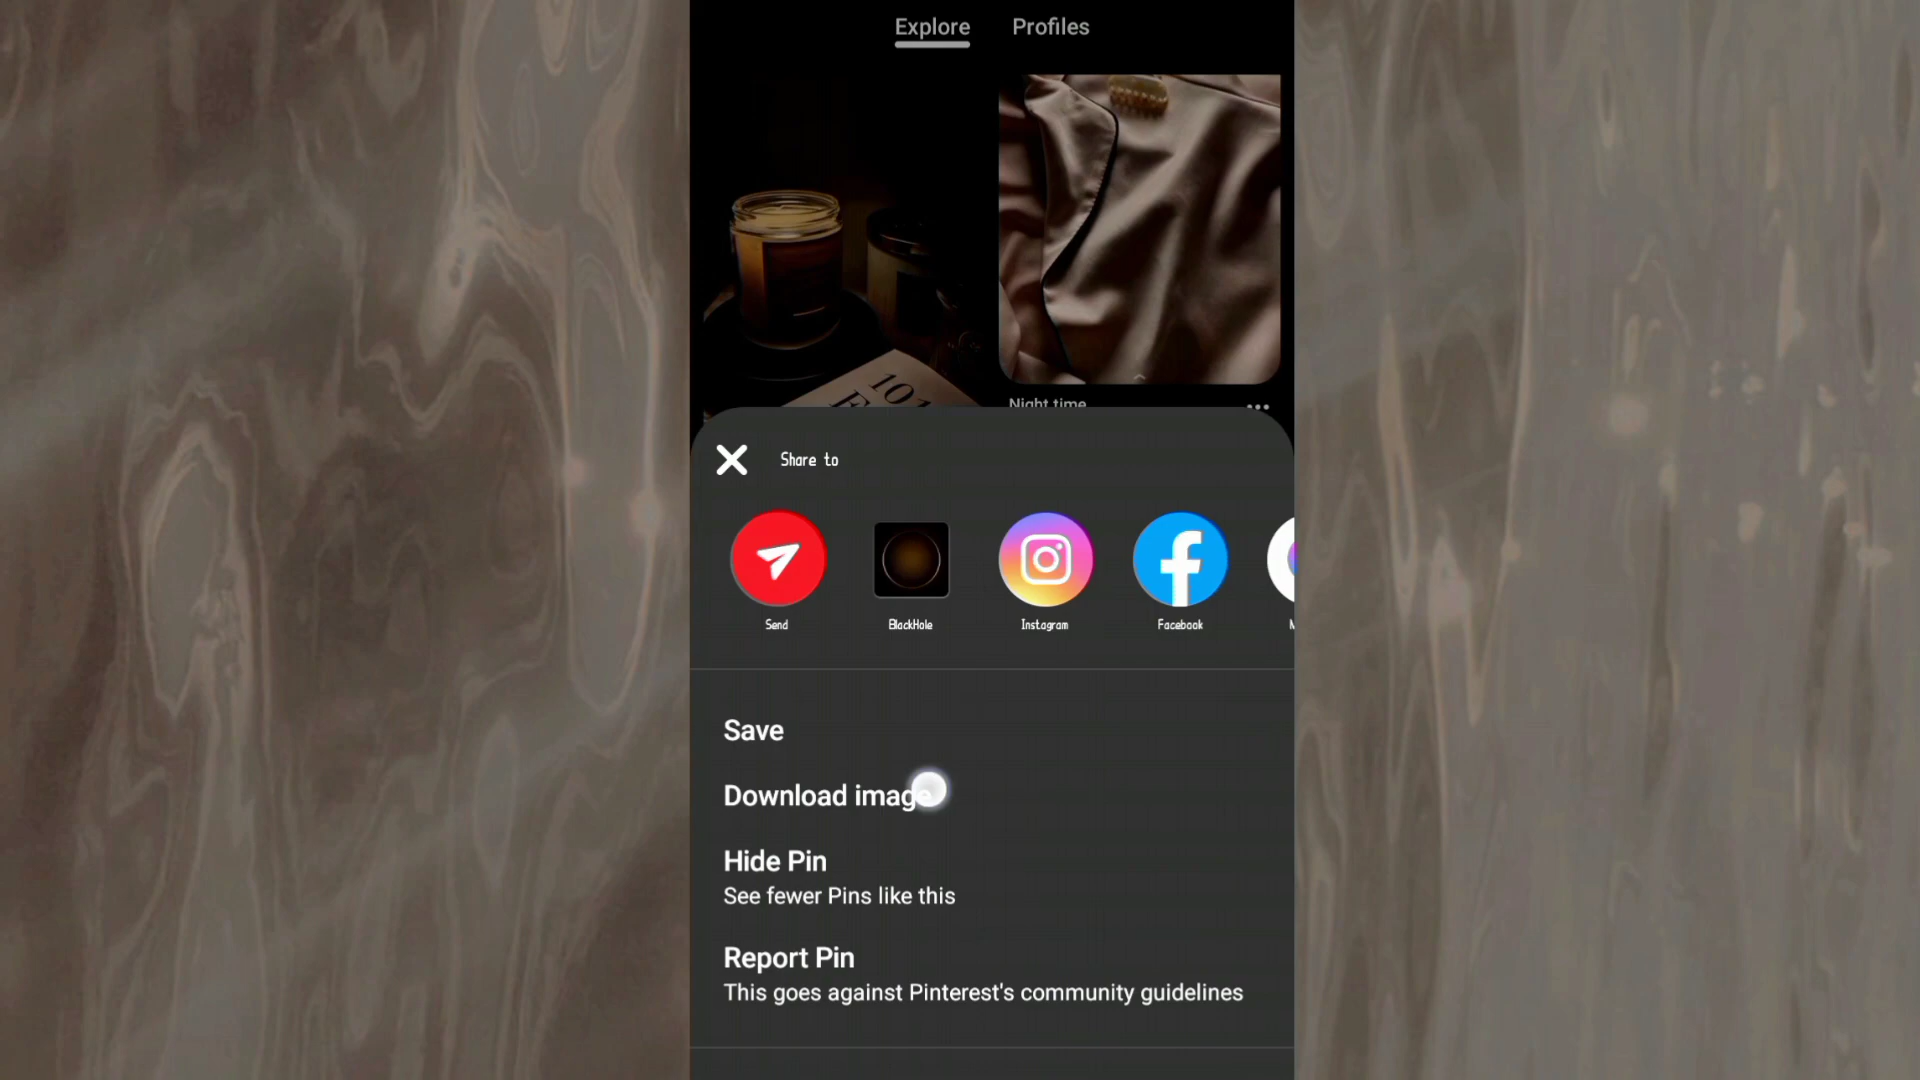 Explore
Profiles
101
Night time
Share to
Send
BlackHole
Instagram
Facebook
Save
Download image
Hide Pin
See fewer Pins like this
Report Pin
This goes against Pinterest's community guidelines